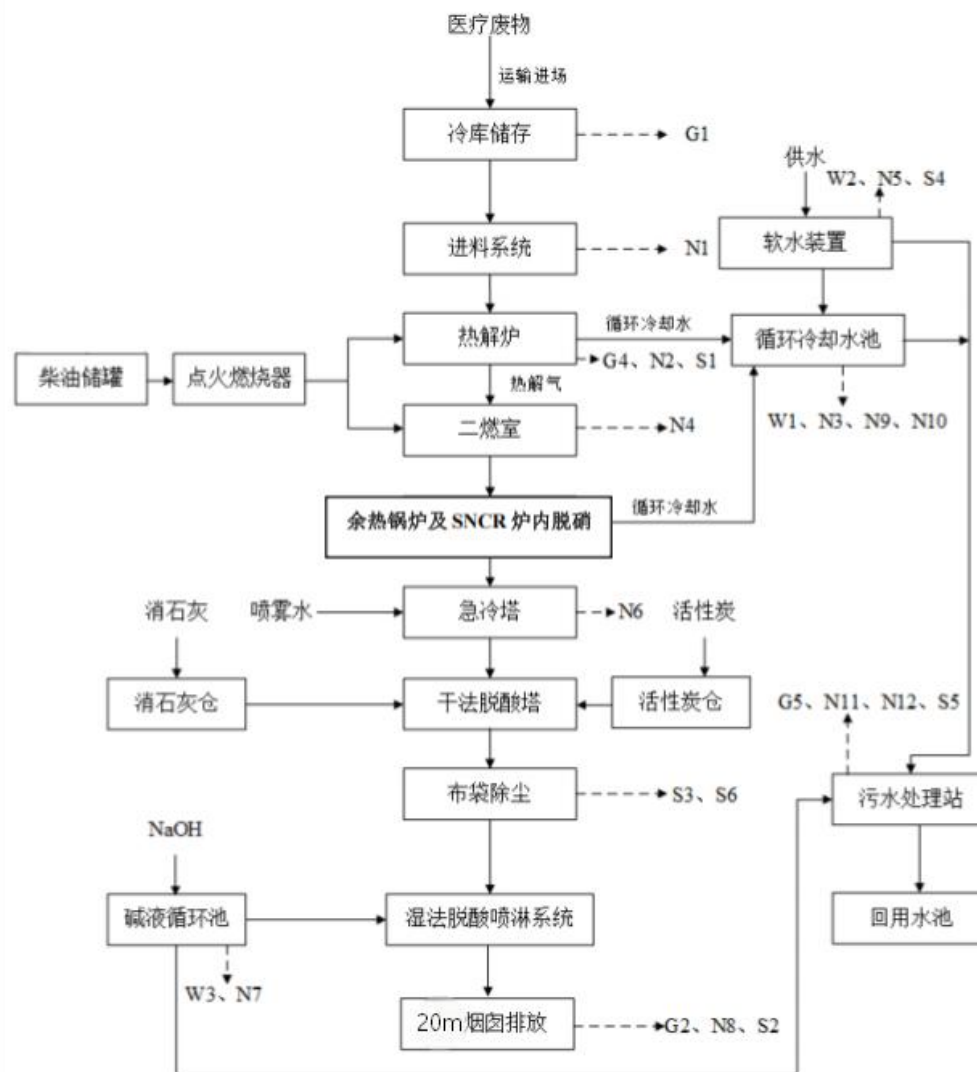 医疗废物
运输进场
冷库储存
G1
供水
W2、N5、S4
进料系统
N1
软水装置
热解炉
循环冷却水
循环冷却水池
G4、N2、S1
柴油储罐
点火燃烧器
热解气
二燃室
N4
W1、N3、N9、N10
余热锅炉及 SNCR 炉内脱硝
循环冷却水
消石灰
喷雾水
急冷塔
N6
活性炭
消石灰仓
干法脱酸塔
活性炭仓
G5、N11、N12、S5
布袋除尘
S3、S6
污水处理站
NaOH
碱液循环池
湿法脱酸喷淋系统
回用水池
W3、N7
20m烟囱排放
G2、N8、S2